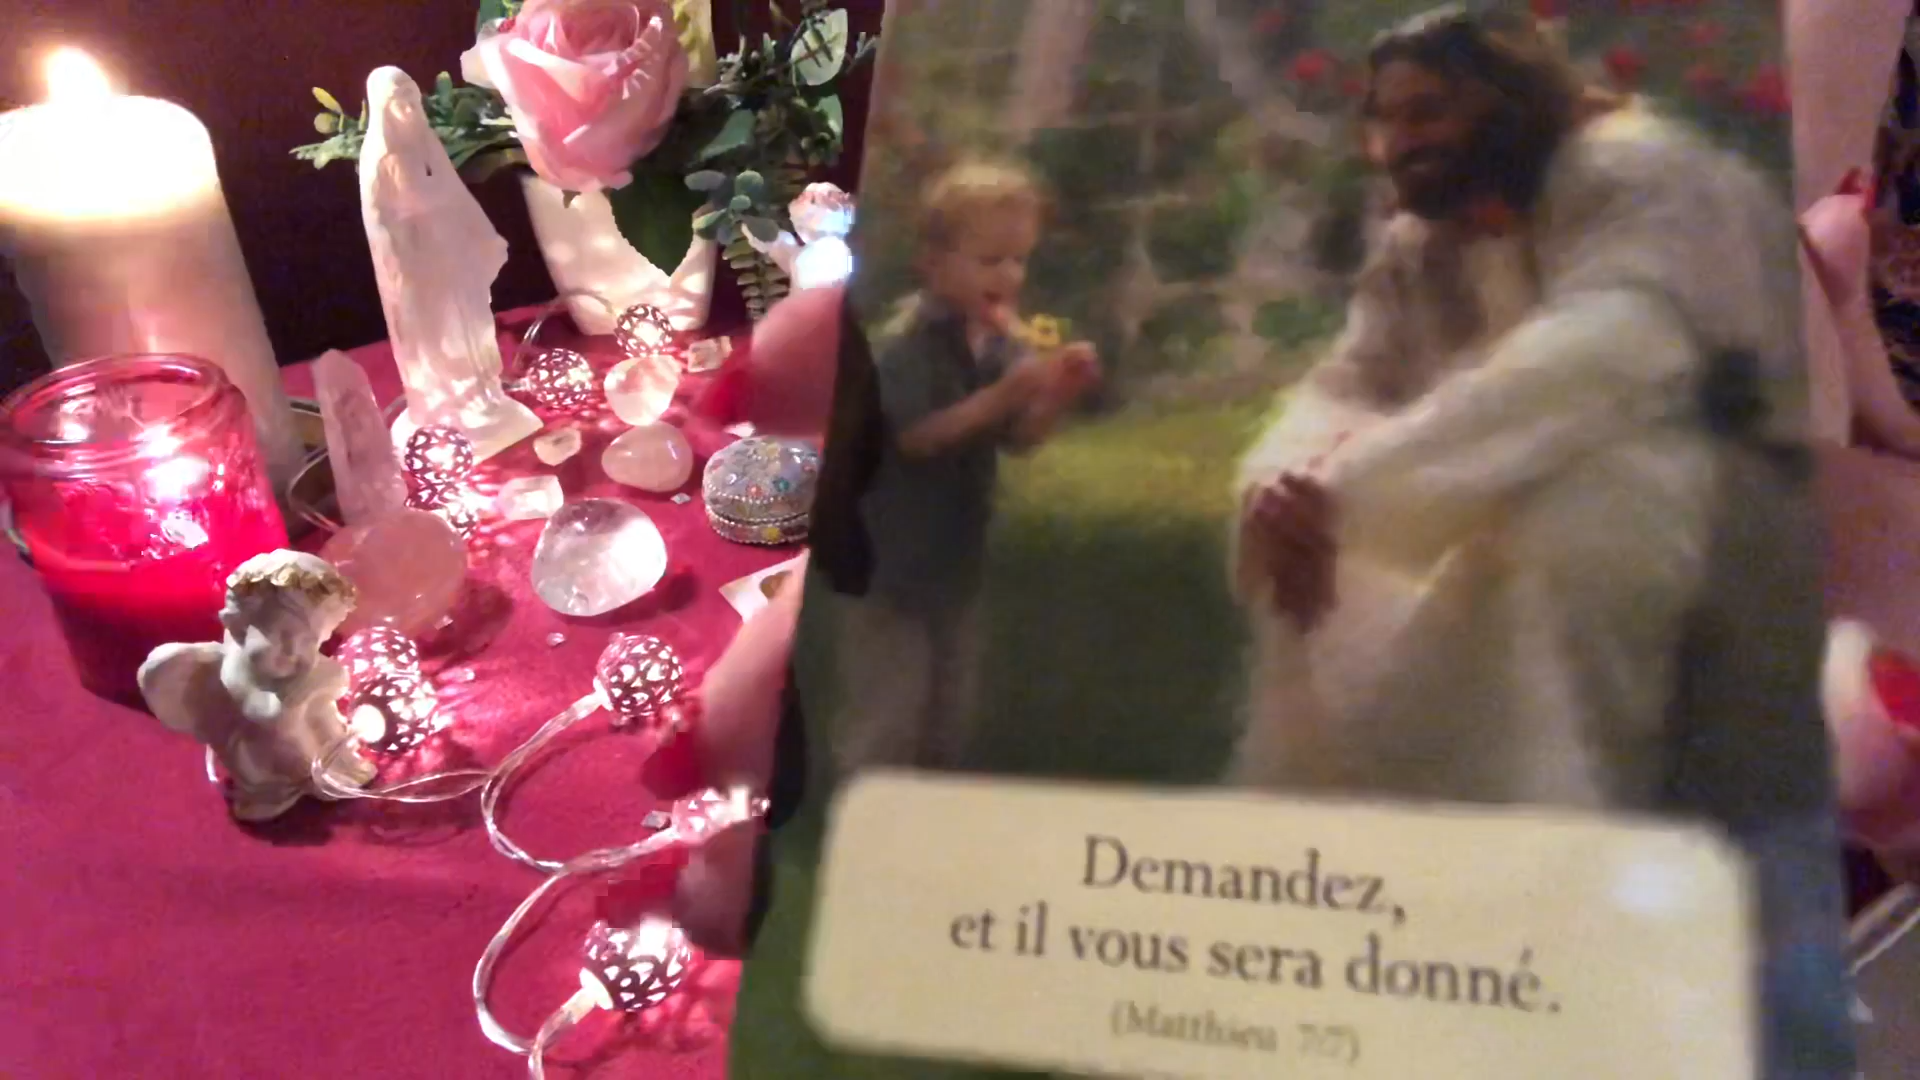 Demandez,
et il vous sera donné.
(Matthieu 7/7)